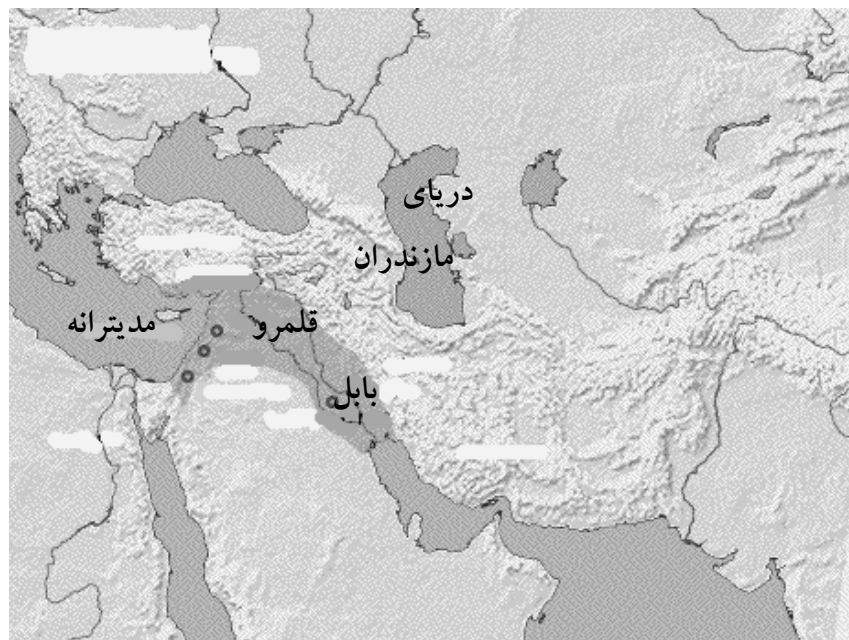 دریای
مازندران
مدیترانه
قلمرو
بابل